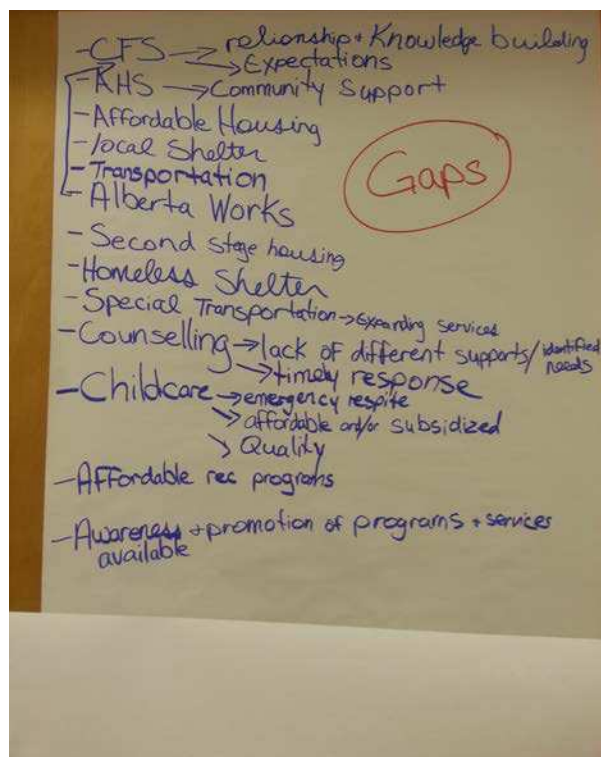 -CFS → relionship + Knowledge building
→ Expectations
-AHS → Community Support
-Affordable Housing
-local Shelter
-Transportation
-Alberta Works
Gaps
-Second stage housing
-Homeless Shelter
-Special Transportation → Expanding services
-Counselling → lack of different supports/identified needs
→ timely response
-Childcare → emergency respite
→ affordable and/or subsidized
→ Quality
-Affordable rec programs
-Awareness + promotion of programs + services
available